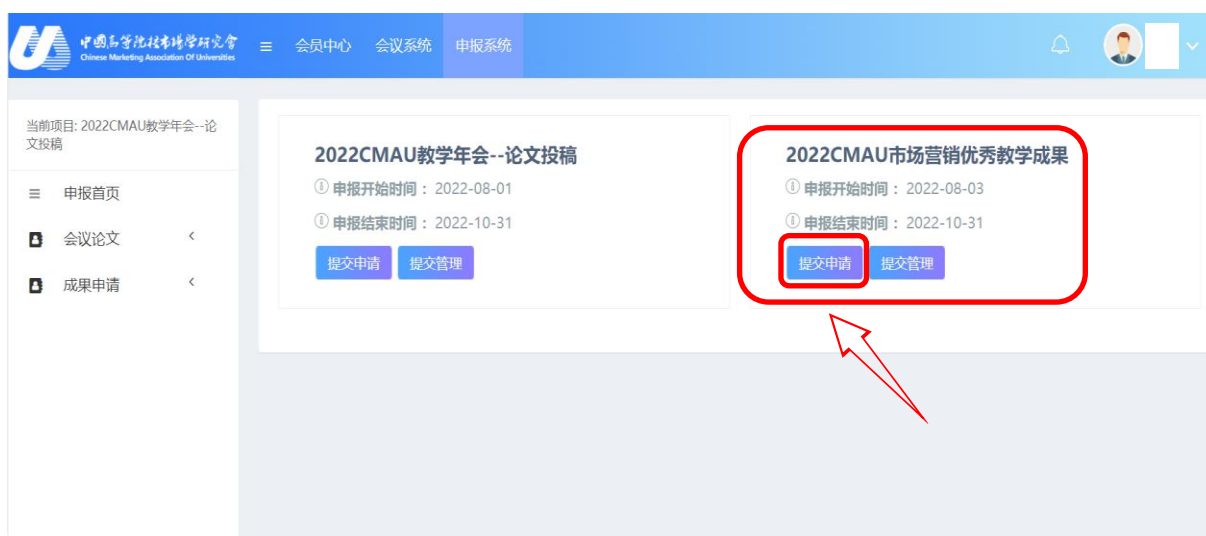 中国高等院校市场学研究会
Chinese Marketing Association Of Universities
会员中心 会议系统 申报系统
当前项目: 2022CMAU教学年会--论
文投稿
申报首页
会议论文
成果申请
2022CMAU教学年会--论文投稿
申报开始时间： 2022-08-01
申报结束时间： 2022-10-31
提交申请 提交管理
2022CMAU市场营销优秀教学成果
申报开始时间： 2022-08-03
申报结束时间： 2022-10-31
提交申请 提交管理